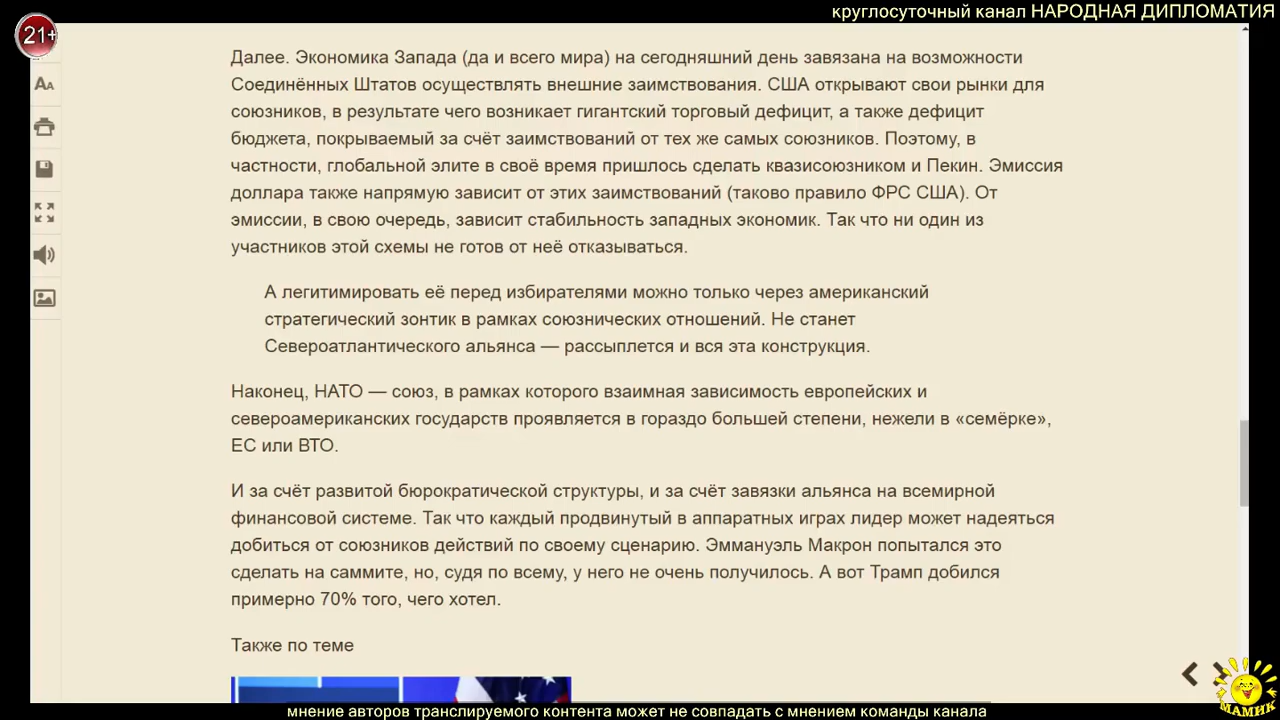 круглосуточный канал НАРОДНАЯ ДИПЛОМАТИЯ
21+
Далее. Экономика Запада (да и всего мира) на сегодняшний день завязана на возможности
Соединённых Штатов осуществлять внешние заимствования. США открывают свои рынки для
союзников, в результате чего возникает гигантский торговый дефицит, а также дефицит
бюджета, покрываемый за счёт заимствований от тех же самых союзников. Поэтому, в
частности, глобальной элите в своё время пришлось сделать квазисоюзником и Пекин. Эмиссия
доллара также напрямую зависит от этих заимствований (таково правило ФРС США). От
эмиссии, в свою очередь, зависит стабильность западных экономик. Так что ни один из
участников этой схемы не готов от неё отказываться.
А легитимировать её перед избирателями можно только через американский
стратегический зонтик в рамках союзнических отношений. Не станет
Североатлантического альянса — рассыплется и вся эта конструкция.
Наконец, НАТО — союз, в рамках которого взаимная зависимость европейских и
североамериканских государств проявляется в гораздо большей степени, нежели в «семёрке»,
ЕС или ВТО.
И за счёт развитой бюрократической структуры, и за счёт завязки альянса на всемирной
финансовой системе. Так что каждый продвинутый в аппаратных играх лидер может надеяться
добиться от союзников действий по своему сценарию. Эммануэль Макрон попытался это
сделать на саммите, но, судя по всему, у него не очень получилось. А вот Трамп добился
примерно 70% того, чего хотел.
Также по теме
МАМИК
мнение авторов транслируемого контента может не совпадать с мнением команды канала